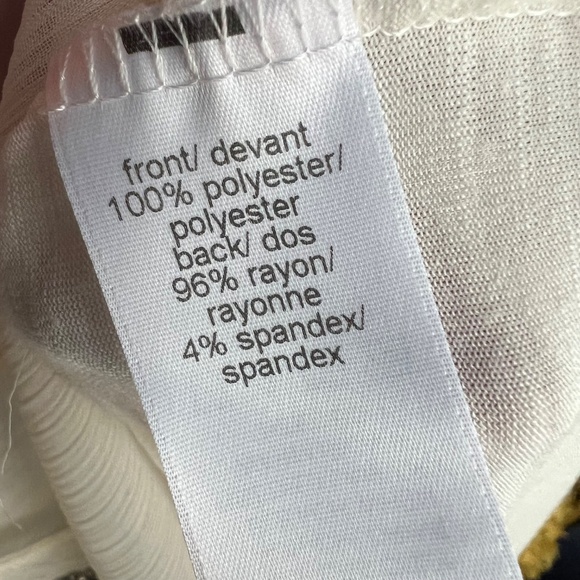 front/ devant
100% polyester/
polyester
back/ dos
96% rayon/
rayonne
4% spandex/
spandex